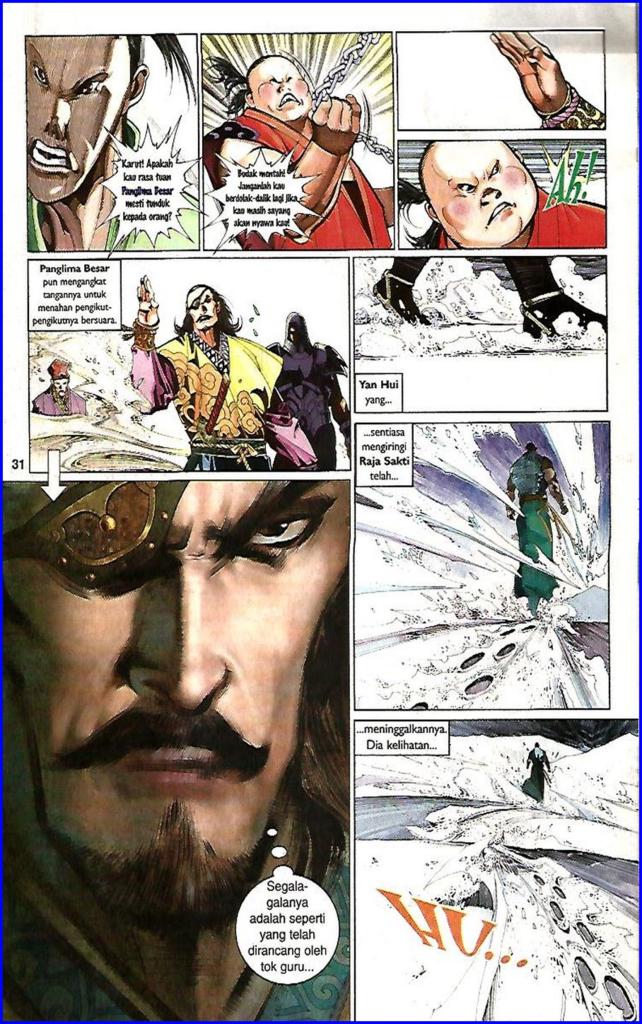 Karut! Apakah
kau rasa tuan
Panglima Besar
mesti tunduk
kepada orang?
Budak mentah!
Janganlah kau
berdolak-dalik lagi jika
kau masih sayang
akan nyawa kau!
Ah!
Panglima Besar
pun mengangkat
tangannya untuk
menahan pengikut-
pengikutnya bersuara.
Yan Hui
yang...
...sentiasa
mengiringi
Raja Sakti
telah...
31
...meninggalkannya.
Dia kelihatan...
Segala-
galanya
adalah seperti
yang telah
dirancang oleh
tok guru...
HU...